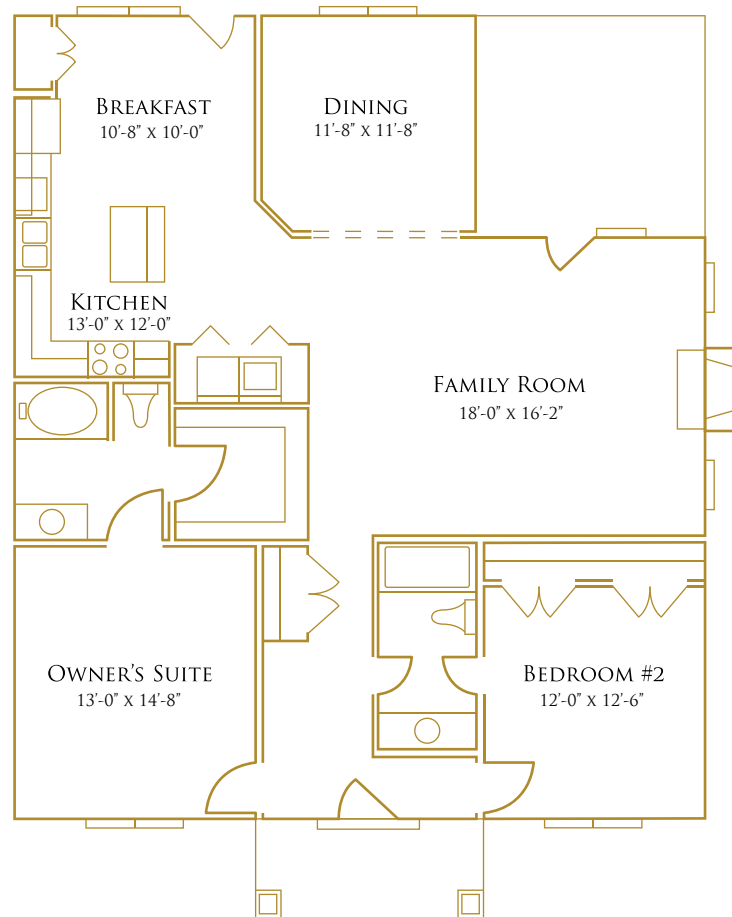 BREAKFAST
10'-8" X 10'-0"
DINING
11'-8" X 11'-8"
KITCHEN
13'-0" X 12'-0"
FAMILY ROOM
18'-0" X 16'-2"
OWNER'S SUITE
13'-0" X 14'-8"
BEDROOM #2
12'-0" X 12'-6"